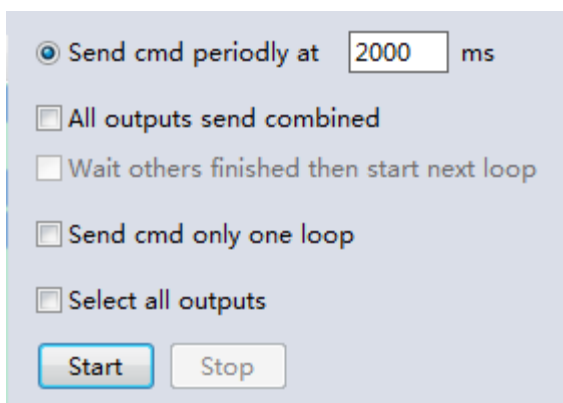 Send cmd periodly at 2000 ms
All outputs send combined
Wait others finished then start next loop
Send cmd only one loop
Select all outputs
Start Stop